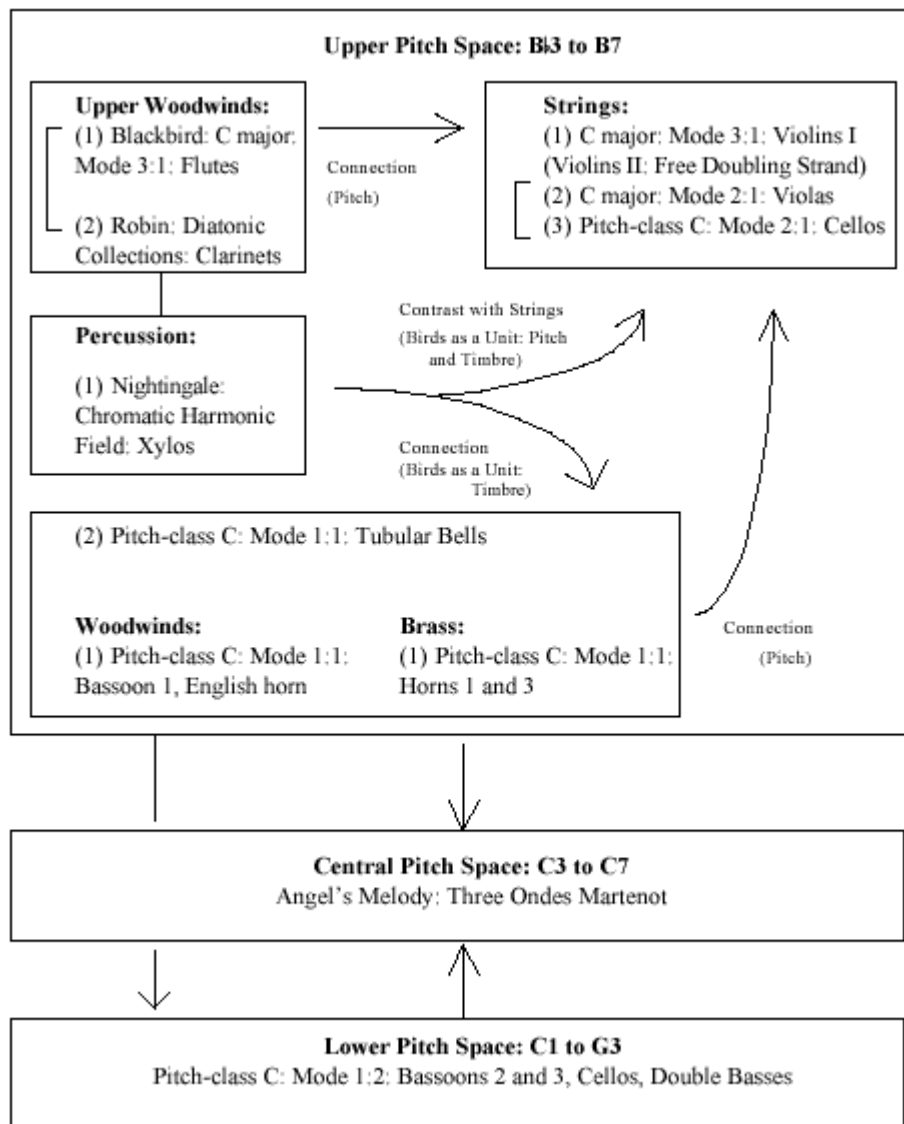 Upper Pitch Space: B♭3 to B7
Upper Woodwinds:
(1) Blackbird: C major:
Mode 3:1: Flutes
(2) Robin: Diatonic
Collections: Clarinets
Connection
(Pitch)
Strings:
(1) C major: Mode 3:1: Violins I
(Violins II: Free Doubling Strand)
(2) C major: Mode 2:1: Violas
(3) Pitch-class C: Mode 2:1: Cellos
Percussion:
(1) Nightingale:
Chromatic Harmonic
Field: Xylos
Contrast with Strings
(Birds as a Unit: Pitch
and Timbre)
Connection
(Birds as a Unit:
Timbre)
(2) Pitch-class C: Mode 1:1: Tubular Bells
Woodwinds:
(1) Pitch-class C: Mode 1:1:
Bassoon 1, English horn
Brass:
(1) Pitch-class C: Mode 1:1:
Horns 1 and 3
Connection
(Pitch)
Central Pitch Space: C3 to C7
Angel's Melody: Three Ondes Martenot
Lower Pitch Space: C1 to G3
Pitch-class C: Mode 1:2: Bassoons 2 and 3, Cellos, Double Basses